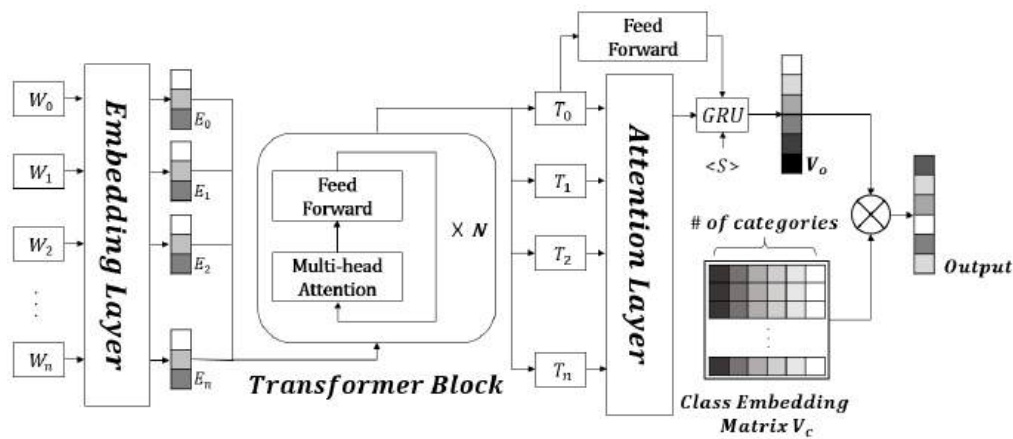 W₀
W₁
W₂
⋮
Wₙ
Embedding Layer
E₀
E₁
E₂
Eₙ
Feed
Forward
Multi-head
Attention
× N
Transformer Block
T₀
T₁
T₂
Tₙ
Attention Layer
Feed
Forward
GRU
<S>
Vₒ
# of categories
⋮
Class Embedding
Matrix V꜀
Output